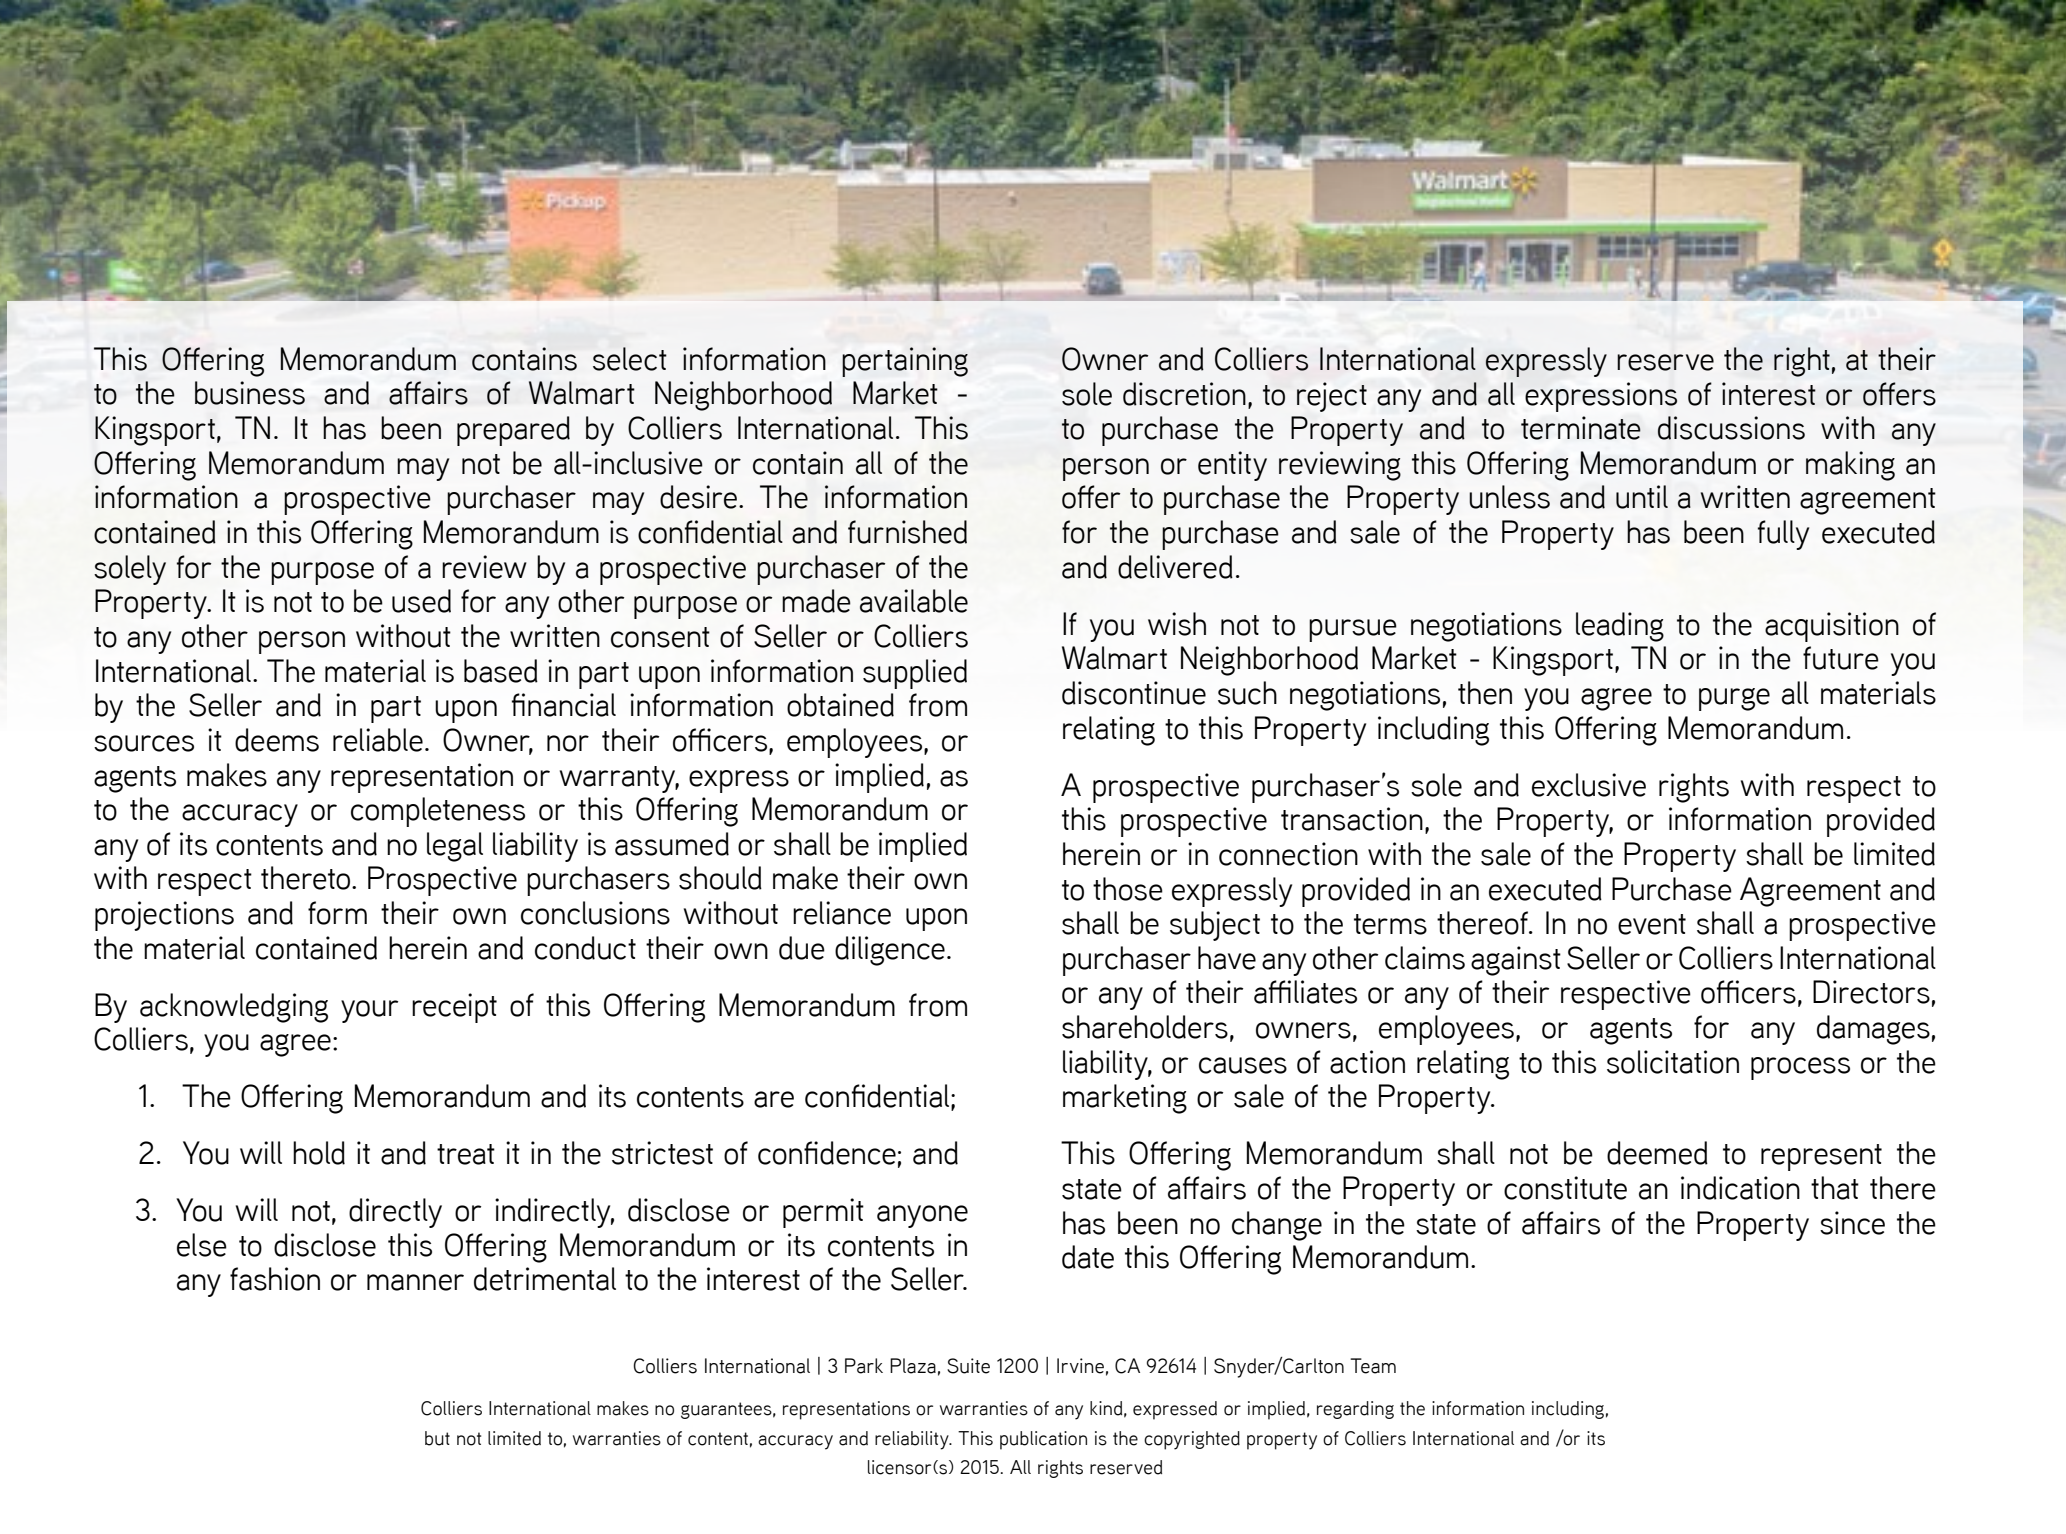 Pickup
Walmart
Neighborhood Market
This Offering Memorandum contains select information pertaining
to the business and affairs of Walmart Neighborhood Market -
Kingsport, TN. It has been prepared by Colliers International. This
Offering Memorandum may not be all-inclusive or contain all of the
information a prospective purchaser may desire. The information
contained in this Offering Memorandum is confidential and furnished
solely for the purpose of a review by a prospective purchaser of the
Property. It is not to be used for any other purpose or made available
to any other person without the written consent of Seller or Colliers
International. The material is based in part upon information supplied
by the Seller and in part upon financial information obtained from
sources it deems reliable. Owner, nor their officers, employees, or
agents makes any representation or warranty, express or implied, as
to the accuracy or completeness or this Offering Memorandum or
any of its contents and no legal liability is assumed or shall be implied
with respect thereto. Prospective purchasers should make their own
projections and form their own conclusions without reliance upon
the material contained herein and conduct their own due diligence.
By acknowledging your receipt of this Offering Memorandum from
Colliers, you agree:
1. The Offering Memorandum and its contents are confidential;
2. You will hold it and treat it in the strictest of confidence; and
3. You will not, directly or indirectly, disclose or permit anyone
else to disclose this Offering Memorandum or its contents in
any fashion or manner detrimental to the interest of the Seller.
Owner and Colliers International expressly reserve the right, at their
sole discretion, to reject any and all expressions of interest or offers
to purchase the Property and to terminate discussions with any
person or entity reviewing this Offering Memorandum or making an
offer to purchase the Property unless and until a written agreement
for the purchase and sale of the Property has been fully executed
and delivered.
If you wish not to pursue negotiations leading to the acquisition of
Walmart Neighborhood Market - Kingsport, TN or in the future you
discontinue such negotiations, then you agree to purge all materials
relating to this Property including this Offering Memorandum.
A prospective purchaser’s sole and exclusive rights with respect to
this prospective transaction, the Property, or information provided
herein or in connection with the sale of the Property shall be limited
to those expressly provided in an executed Purchase Agreement and
shall be subject to the terms thereof. In no event shall a prospective
purchaser have any other claims against Seller or Colliers International
or any of their affiliates or any of their respective officers, Directors,
shareholders, owners, employees, or agents for any damages,
liability, or causes of action relating to this solicitation process or the
marketing or sale of the Property.
This Offering Memorandum shall not be deemed to represent the
state of affairs of the Property or constitute an indication that there
has been no change in the state of affairs of the Property since the
date this Offering Memorandum.
Colliers International | 3 Park Plaza, Suite 1200 | Irvine, CA 92614 | Snyder/Carlton Team
Colliers International makes no guarantees, representations or warranties of any kind, expressed or implied, regarding the information including,
but not limited to, warranties of content, accuracy and reliability. This publication is the copyrighted property of Colliers International and /or its
licensor(s) 2015. All rights reserved